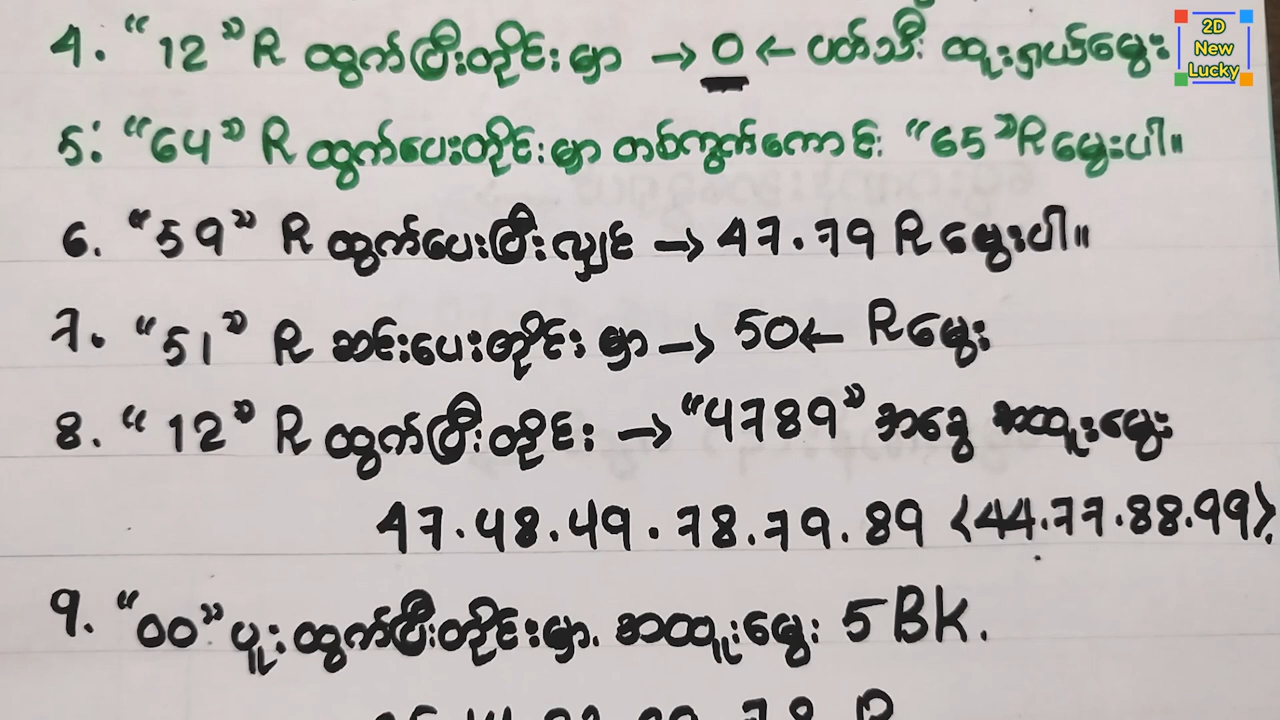 4. “12” R ထွက်ပြီးတိုင်းမှာ → 0 ← ပတ်သီး ထူးရှယ်မွေး
2D
New
Lucky
5: “64” R ထွက်ပေးတိုင်းမှာ တစ်ကွက်ကောင်း “65” R မွေးပါ။
6. “59” R ထွက်ပေးပြီးလျှင် → 47.79 R မွေးပါ။
7. “51” R ဆင်းပေးတိုင်းမှာ → 50 ← R မွေး
8. “12” R ထွက်ပြီးတိုင်း → “4789” အခွေ အထူးမွေး
47.48.49.78.79.89 (44.77.88.99).
9. “00” ပူးထွက်ပြီးတိုင်းမှာ. အထူးမွေး 5 BK.